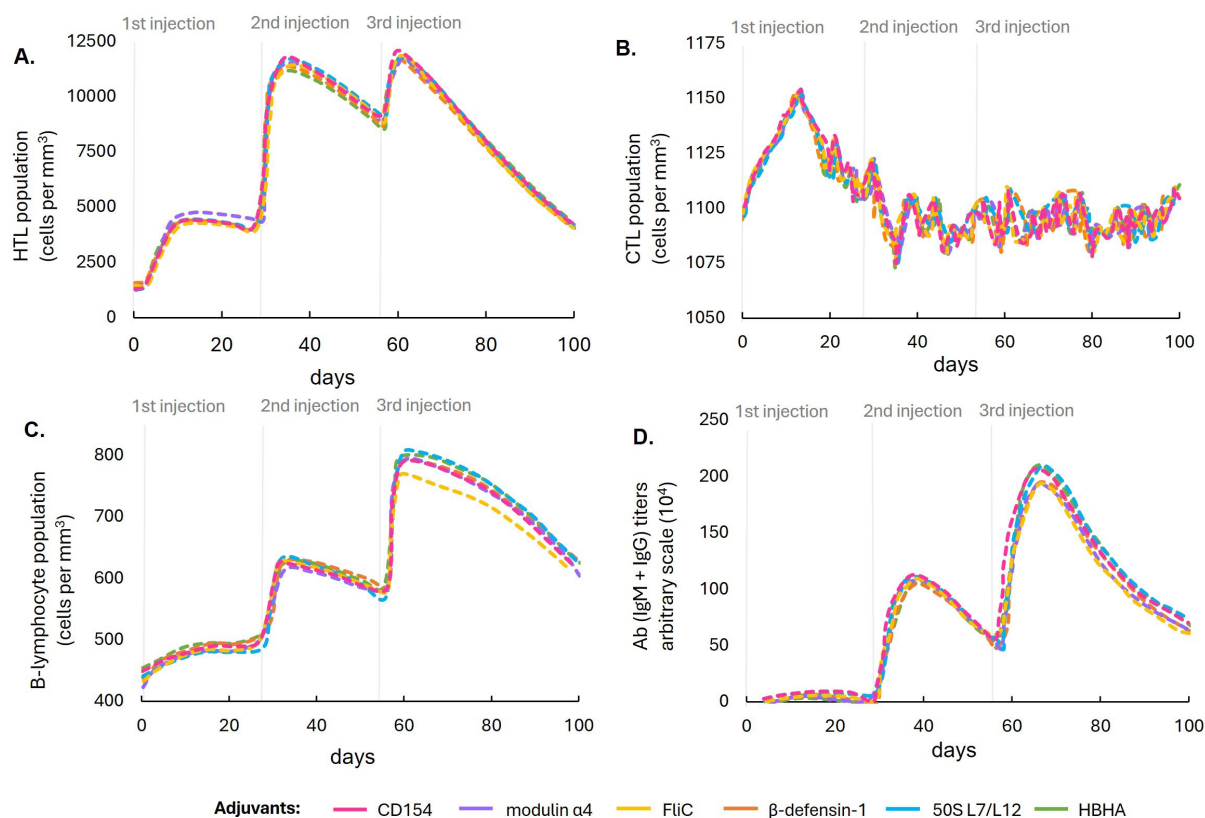 1st injection 2nd injection 3rd injection
A.
12500
10000
7500
5000
2500
0
HTL population
(cells per mm³)
0 20 40 60 80 100
days
1st injection 2nd injection 3rd injection
B.
1175
1150
1125
1100
1075
1050
CTL population
(cells per mm³)
0 20 40 60 80 100
days
1st injection 2nd injection 3rd injection
C.
800
700
600
500
400
B-lymphocyte population
(cells per mm³)
0 20 40 60 80 100
days
1st injection 2nd injection 3rd injection
D.
250
200
150
100
50
0
Ab (IgM + IgG) titers
arbitrary scale (10⁴)
0 20 40 60 80 100
days
Adjuvants: CD154 modulin α4 FliC β-defensin-1 50S L7/L12 HBHA